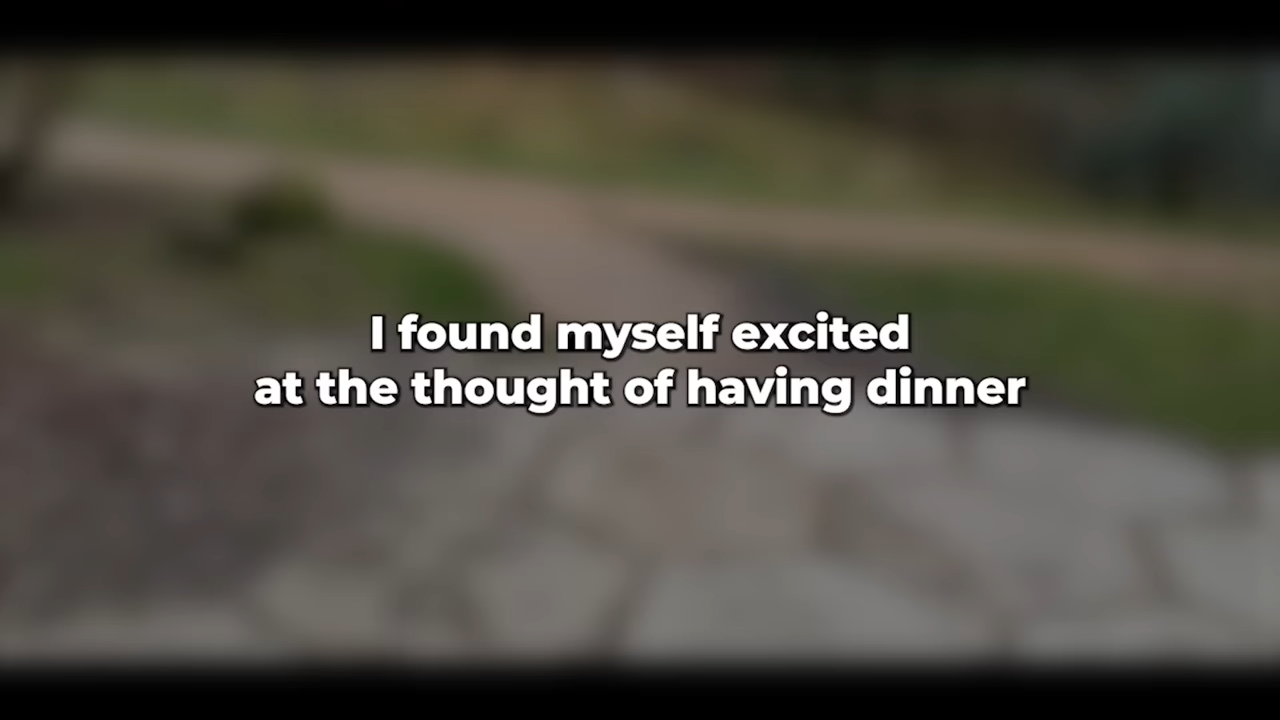 I found myself excited
at the thought of having dinner